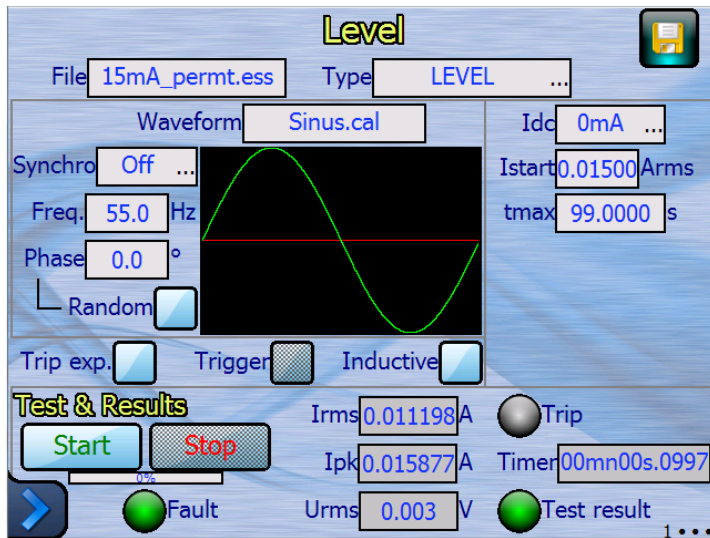 Level
File 15mA_permt.ess Type LEVEL ...
Waveform Sinus.cal Idc 0mA ...
Synchro Off ... Istart 0.01500 Arms
Freq. 55.0 Hz tmax 99.0000 s
Phase 0.0 °
Random
Trip exp. Trigger Inductive
Test & Results
Irms 0.011198 A Trip
Start Stop
Ipk 0.015877 A Timer 00mn00s.0997
0%
Fault Urms 0.003 V Test result
1